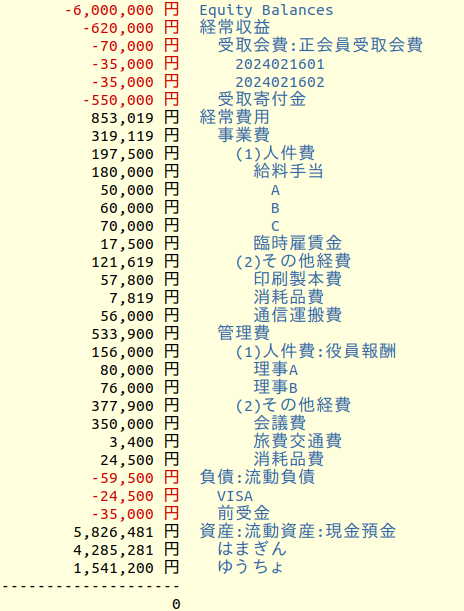 -6,000,000 円  Equity Balances
-620,000 円  経常収益
-70,000 円    受取会費:正会員受取会費
-35,000 円      2024021601
-35,000 円      2024021602
-550,000 円    受取寄付金
853,019 円  経常費用
319,119 円    事業費
197,500 円      (1)人件費
180,000 円        給料手当
50,000 円          A
60,000 円          B
70,000 円          C
17,500 円        臨時雇賃金
121,619 円      (2)その他経費
57,800 円        印刷製本費
7,819 円        消耗品費
56,000 円        通信運搬費
533,900 円    管理費
156,000 円      (1)人件費:役員報酬
80,000 円        理事A
76,000 円        理事B
377,900 円      (2)その他経費
350,000 円        会議費
3,400 円        旅費交通費
24,500 円        消耗品費
-59,500 円  負債:流動負債
-24,500 円    VISA
-35,000 円    前受金
5,826,481 円  資産:流動資産:現金預金
4,285,281 円    はまぎん
1,541,200 円    ゆうちょ
--------------------
0